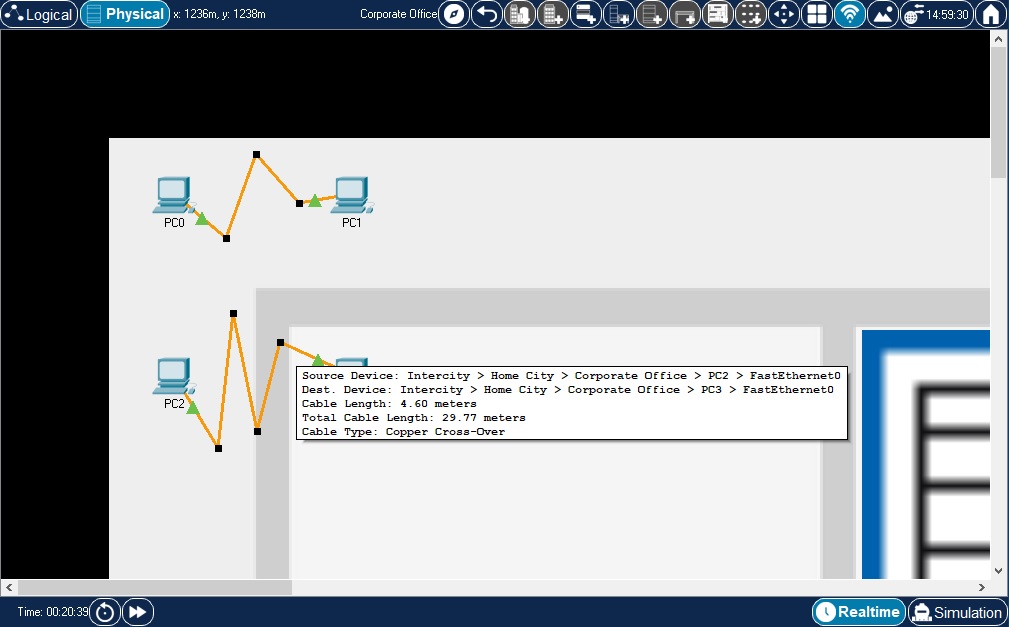 Logical
Physical
x: 1236m, y: 1238m
Corporate Office
14:59:30
PC0
PC1
PC2
Source Device: Intercity > Home City > Corporate Office > PC2 > FastEthernet0
Dest. Device: Intercity > Home City > Corporate Office > PC3 > FastEthernet0
Cable Length: 4.60 meters
Total Cable Length: 29.77 meters
Cable Type: Copper Cross-Over
Time: 00:20:39
Realtime
Simulation